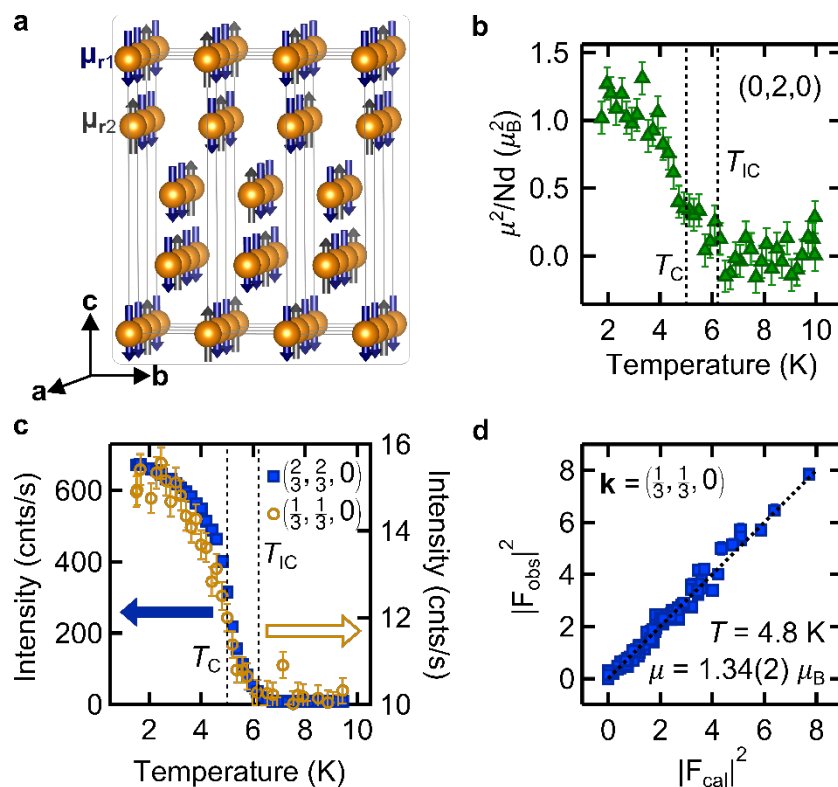 a
μr1
μr2
c
a
b
b
1.5
1.0
0.5
0.0
μ²/Nd (μB²)
(0,2,0)
TIC
TC
2 4 6 8 10
Temperature (K)
c
600
400
200
0
Intensity (cnts/s)
(2/3, 2/3, 0)
(1/3, 1/3, 0)
TIC
TC
16
14
12
10
Intensity (cnts/s)
2 4 6 8 10
Temperature (K)
d
8
6
4
2
0
|Fobs|²
k = (1/3, 1/3, 0)
T = 4.8 K
μ = 1.34(2) μB
0 2 4 6 8
|Fcal|²